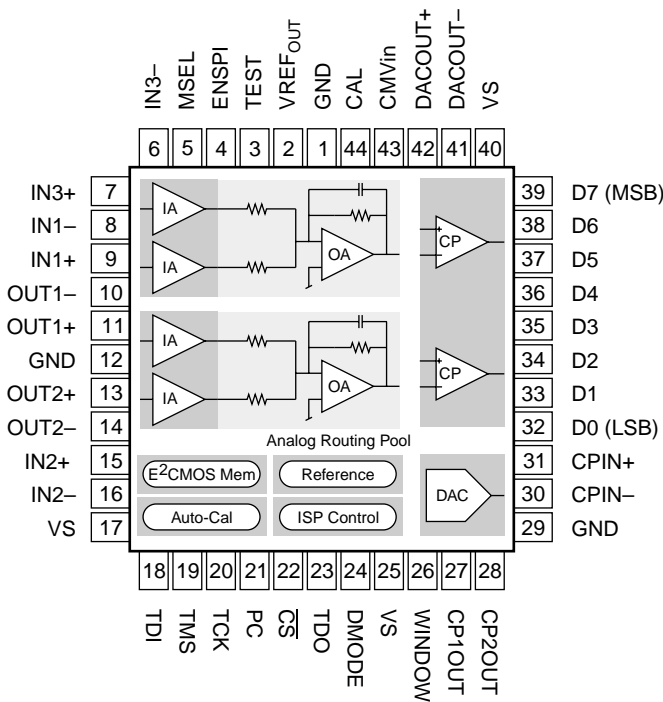 IN3–
MSEL
ENSPI
TEST
VREFOUT
GND
CAL
CMVin
DACOUT+
DACOUT–
VS
6 5 4 3 2 1 44 43 42 41 40
IN3+ 7
IN1– 8
IN1+ 9
OUT1– 10
OUT1+ 11
GND 12
OUT2+ 13
OUT2– 14
IN2+ 15
IN2– 16
VS 17
IA
IA
OA
IA
IA
OA
CP
CP
Analog Routing Pool
E2CMOS Mem
Reference
Auto-Cal
ISP Control
DAC
39 D7 (MSB)
38 D6
37 D5
36 D4
35 D3
34 D2
33 D1
32 D0 (LSB)
31 CPIN+
30 CPIN–
29 GND
18 19 20 21 22 23 24 25 26 27 28
TDI
TMS
TCK
PC
CS
TDO
DMODE
VS
WINDOW
CP1OUT
CP2OUT